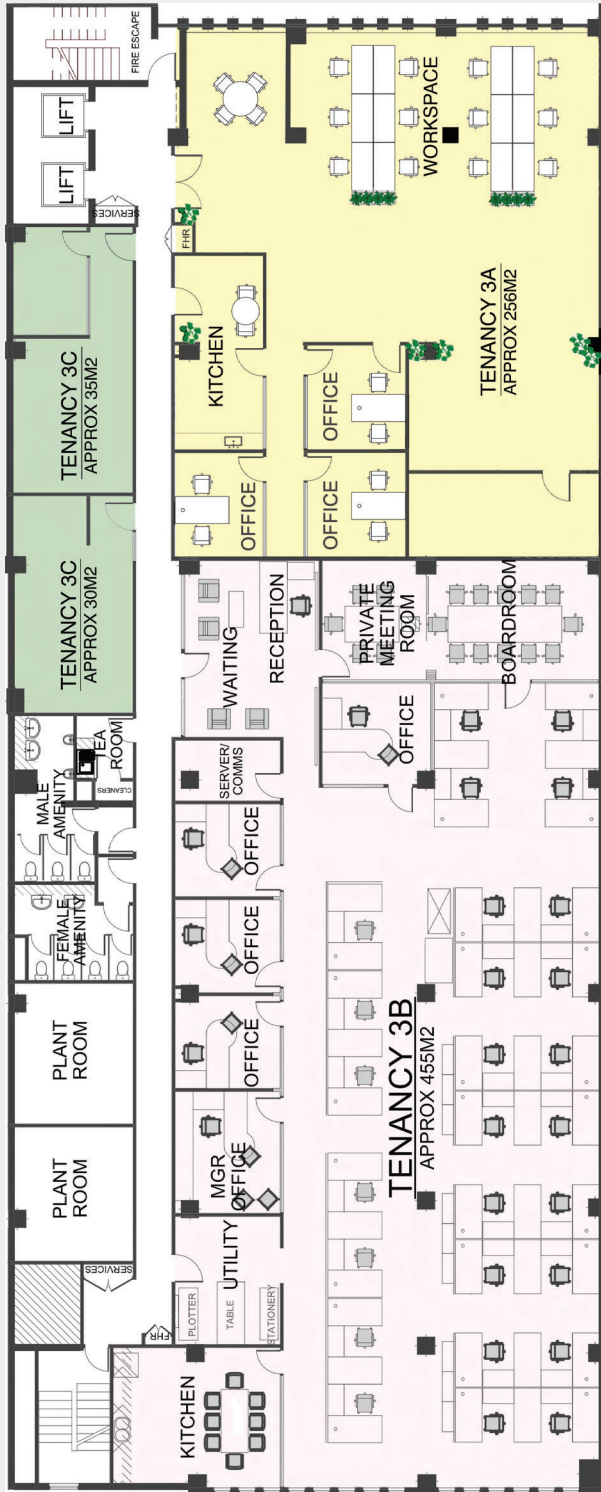 FIRE ESCAPE
LIFT
LIFT
SERVICES
FHR
WORKSPACE
TENANCY 3A
APPROX 256M2
KITCHEN
OFFICE
OFFICE
OFFICE
TENANCY 3C
APPROX 35M2
TENANCY 3C
APPROX 30M2
WAITING
RECEPTION
PRIVATE
MEETING
ROOM
BOARDROOM
OFFICE
SERVER/
COMMS
TEA
ROOM
CLEANERS
MALE
AMENITY
FEMALE
AMENITY
OFFICE
OFFICE
OFFICE
MGR
OFFICE
TENANCY 3B
APPROX 455M2
PLANT
ROOM
PLANT
ROOM
SERVICES
UTILITY
PLOTTER
TABLE
STATIONERY
FHR
KITCHEN